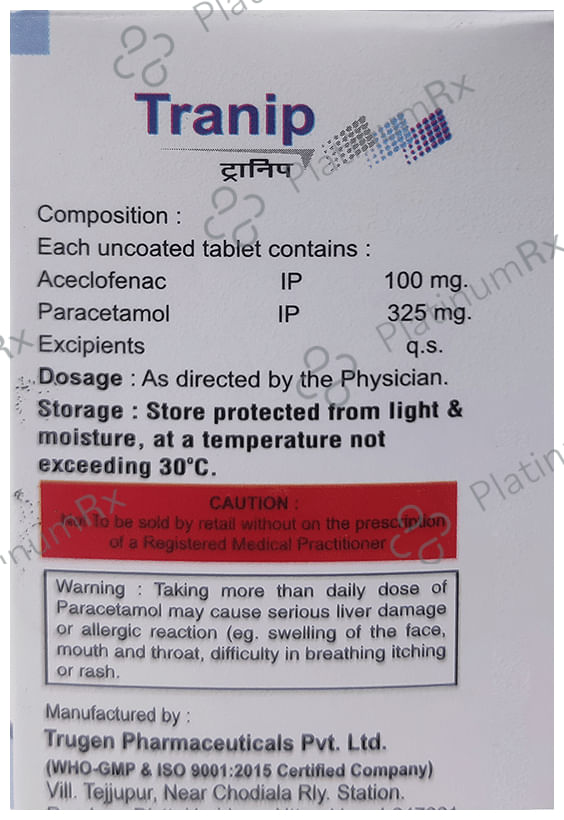 Tranip
ट्रानिप
Composition :
Each uncoated tablet contains :
Aceclofenac IP 100 mg.
Paracetamol IP 325 mg.
Excipients q.s.
Dosage : As directed by the Physician.
Storage : Store protected from light &
moisture, at a temperature not
exceeding 30°C.
CAUTION :
Not To be sold by retail without on the prescription
of a Registered Medical Practitioner
Warning : Taking more than daily dose of
Paracetamol may cause serious liver damage
or allergic reaction (eg. swelling of the face,
mouth and throat, difficulty in breathing itching
or rash.
Manufactured by :
Trugen Pharmaceuticals Pvt. Ltd.
(WHO-GMP & ISO 9001:2015 Certified Company)
Vill. Tejjupur, Near Chodiala Rly. Station.
PlatinumRx
PlatinumRx
PlatinumRx